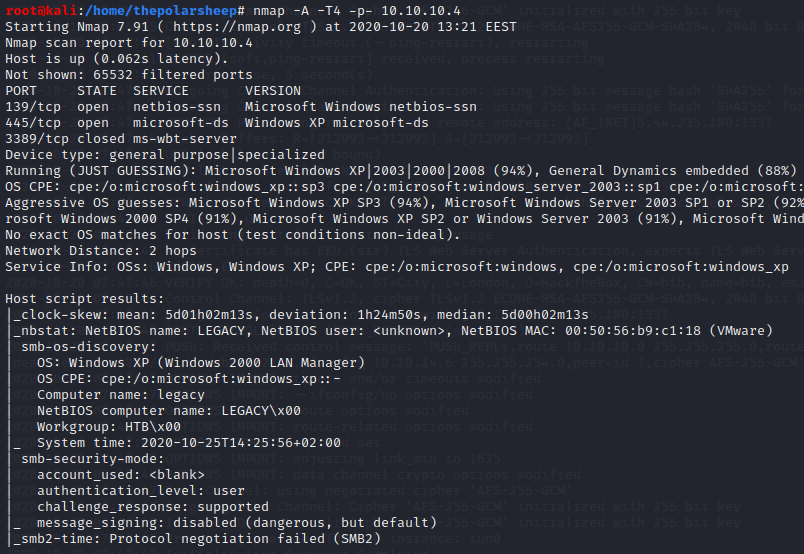 root@kali:/home/thepolarsheep# nmap -A -T4 -p- 10.10.10.4
Starting Nmap 7.91 ( https://nmap.org ) at 2020-10-20 13:21 EEST
Nmap scan report for 10.10.10.4
Host is up (0.062s latency).
Not shown: 65532 filtered ports
PORT     STATE  SERVICE       VERSION
139/tcp  open   netbios-ssn   Microsoft Windows netbios-ssn
445/tcp  open   microsoft-ds  Windows XP microsoft-ds
3389/tcp closed ms-wbt-server
Device type: general purpose|specialized
Running (JUST GUESSING): Microsoft Windows XP|2003|2000|2008 (94%), General Dynamics embedded (88%)
OS CPE: cpe:/o:microsoft:windows_xp::sp3 cpe:/o:microsoft:windows_server_2003::sp1 cpe:/o:microsoft:
Aggressive OS guesses: Microsoft Windows XP SP3 (94%), Microsoft Windows Server 2003 SP1 or SP2 (92%
rosoft Windows 2000 SP4 (91%), Microsoft Windows XP SP2 or Windows Server 2003 (91%), Microsoft Wind
No exact OS matches for host (test conditions non-ideal).
Network Distance: 2 hops
Service Info: OSs: Windows, Windows XP; CPE: cpe:/o:microsoft:windows, cpe:/o:microsoft:windows_xp
Host script results:
|_clock-skew: mean: 5d01h02m13s, deviation: 1h24m50s, median: 5d00h02m13s
|_nbstat: NetBIOS name: LEGACY, NetBIOS user: <unknown>, NetBIOS MAC: 00:50:56:b9:c1:18 (VMware)
| smb-os-discovery:
|   OS: Windows XP (Windows 2000 LAN Manager)
|   OS CPE: cpe:/o:microsoft:windows_xp::-
|   Computer name: legacy
|   NetBIOS computer name: LEGACY\x00
|   Workgroup: HTB\x00
|_  System time: 2020-10-25T14:25:56+02:00
| smb-security-mode:
|   account_used: <blank>
|   authentication_level: user
|   challenge_response: supported
|_  message_signing: disabled (dangerous, but default)
|_smb2-time: Protocol negotiation failed (SMB2)